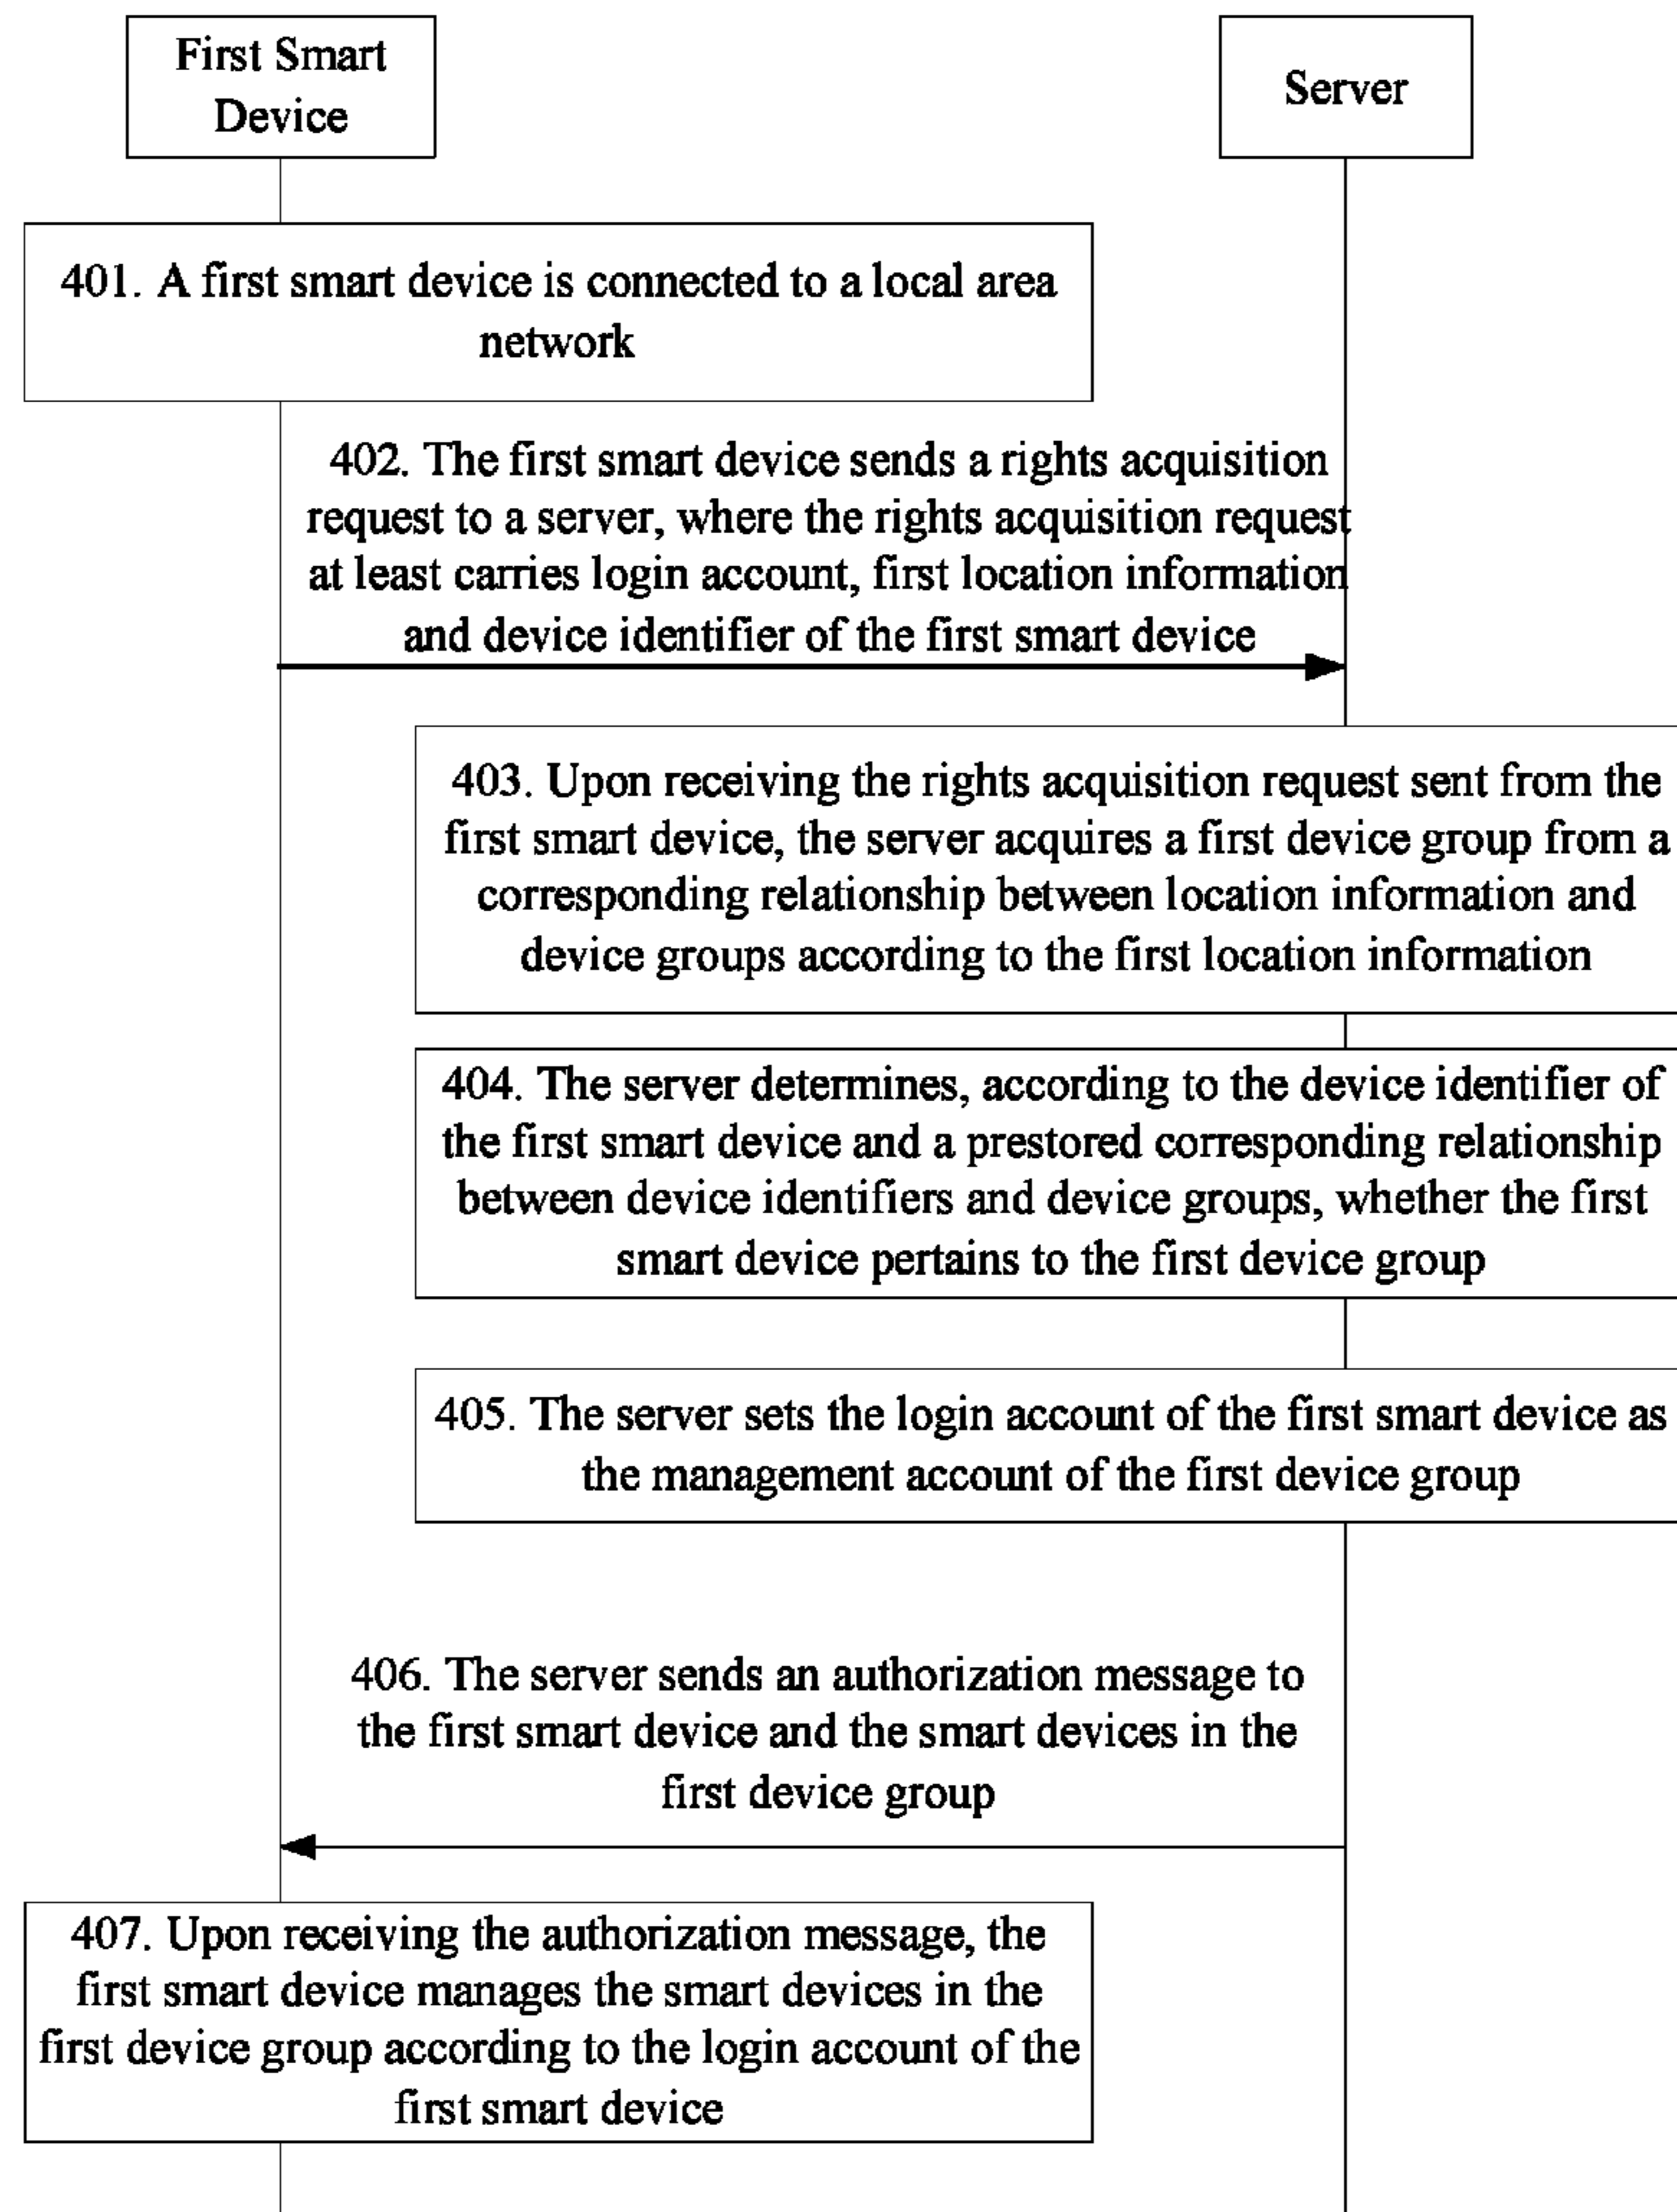 First Smart
Device
Server
401. A first smart device is connected to a local area
network
402. The first smart device sends a rights acquisition
request to a server, where the rights acquisition request
at least carries login account, first location information
and device identifier of the first smart device
403. Upon receiving the rights acquisition request sent from the
first smart device, the server acquires a first device group from a
corresponding relationship between location information and
device groups according to the first location information
404. The server determines, according to the device identifier of
the first smart device and a prestored corresponding relationship
between device identifiers and device groups, whether the first
smart device pertains to the first device group
405. The server sets the login account of the first smart device as
the management account of the first device group
406. The server sends an authorization message to
the first smart device and the smart devices in the
first device group
407. Upon receiving the authorization message, the
first smart device manages the smart devices in the
first device group according to the login account of the
first smart device